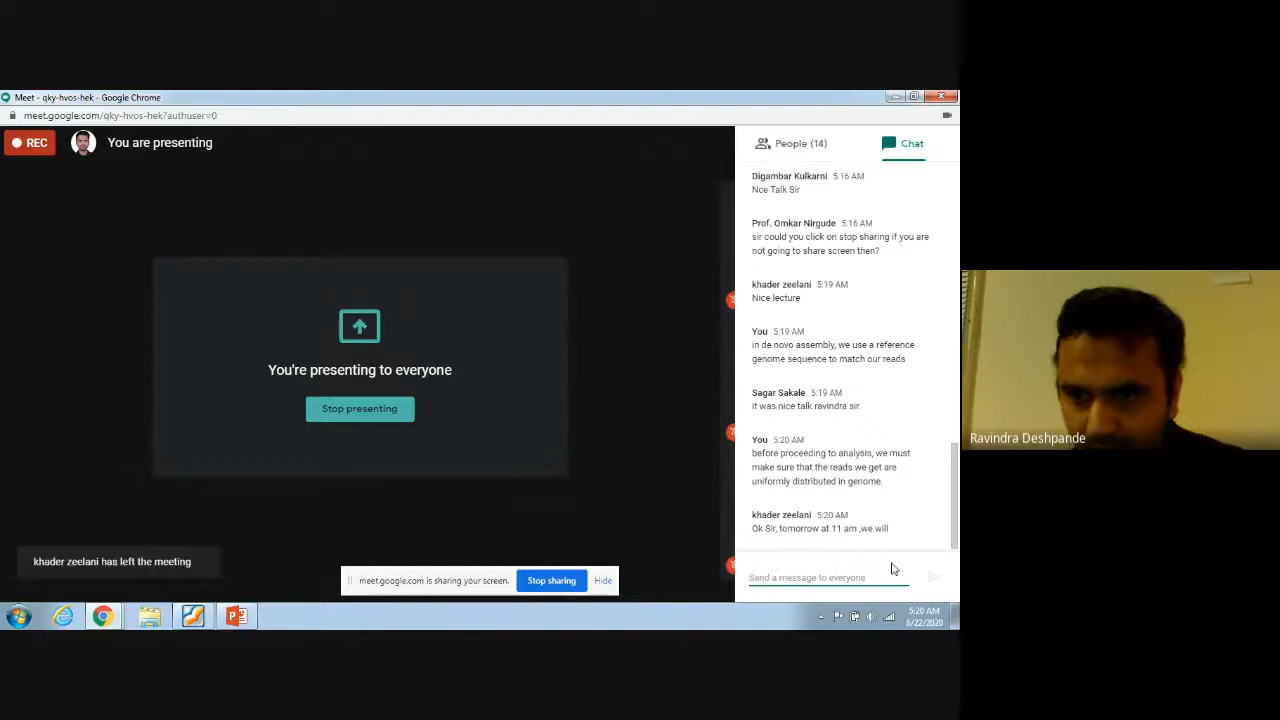 Meet - qky-hvos-hek - Google Chrome
meet.google.com/qky-hvos-hek?authuser=0
REC
You are presenting
People (14)
Chat
Digambar Kulkarni 5:16 AM
Nce Talk Sir
Prof. Omkar Nirgude 5:16 AM
sir could you click on stop sharing if you are
not going to share screen then?
khader zeelani 5:19 AM
Nice lecture
You 5:19 AM
in de novo assembly, we use a reference
genome sequence to match our reads
Sagar Sakale 5:19 AM
it was nice talk ravindra sir.
You 5:20 AM
before proceeding to analysis, we must
make sure that the reads we get are
uniformly distributed in genome.
khader zeelani 5:20 AM
Ok Sir, tomorrow at 11 am ,we will
Send a message to everyone
You're presenting to everyone
Stop presenting
khader zeelani has left the meeting
meet.google.com is sharing your screen.
Stop sharing
Hide
5:20 AM
6/22/2020
Ravindra Deshpande